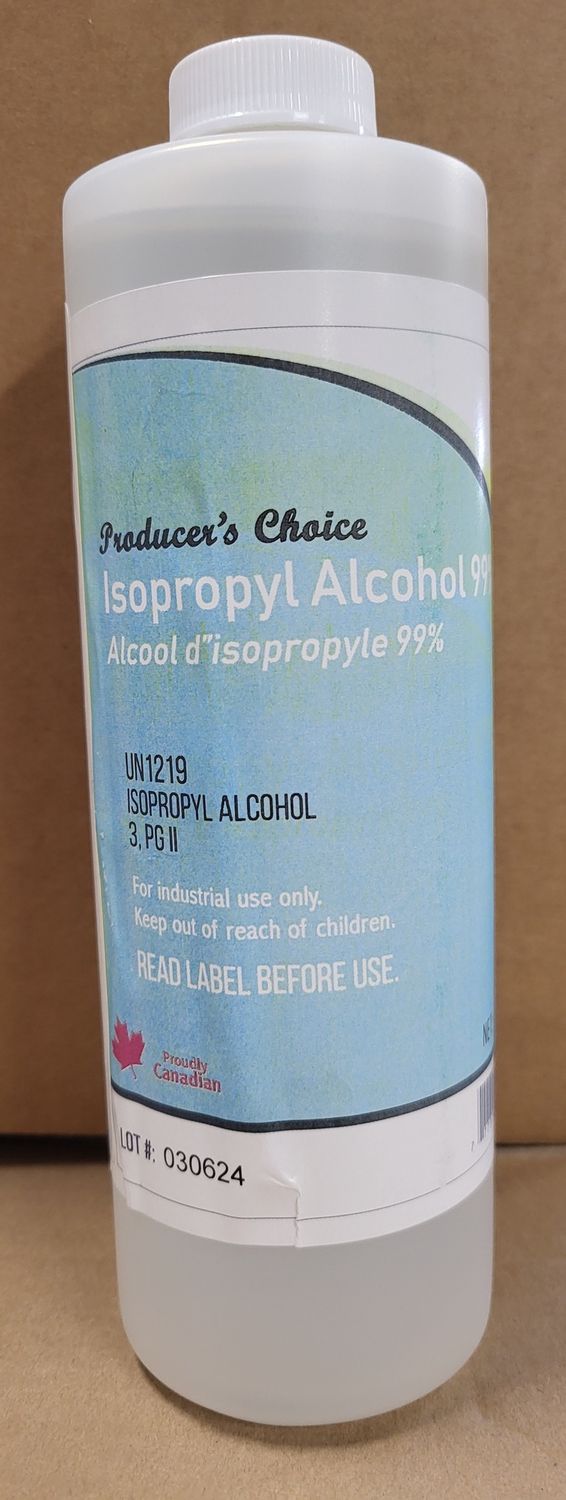 Producer's Choice
Isopropyl Alcohol 99
Alcool d"isopropyle 99%
UN1219
ISOPROPYL ALCOHOL
3, PG II
For industrial use only.
Keep out of reach of children.
READ LABEL BEFORE USE.
Proudly
Canadian
LOT #: 030624